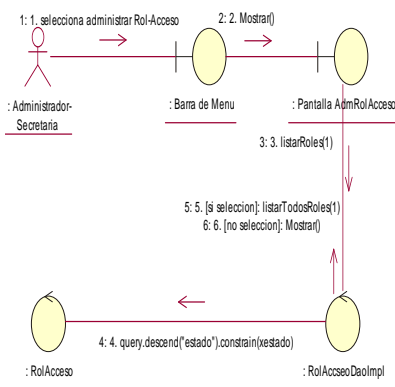 1: 1. selecciona administrar Rol-Acceso
2: 2. Mostrar()
: Administrador-
Secretaria
: Barra de Menu
: Pantalla AdmRolAcceso
3: 3. listarRoles(1)
5: 5. [si seleccion]: listarTodosRoles(1)
6: 6. [no seleccion]: Mostrar()
4: 4. query.descend("estado").constrain(xestado)
: RolAcceso
: RolAccseoDaoImpl